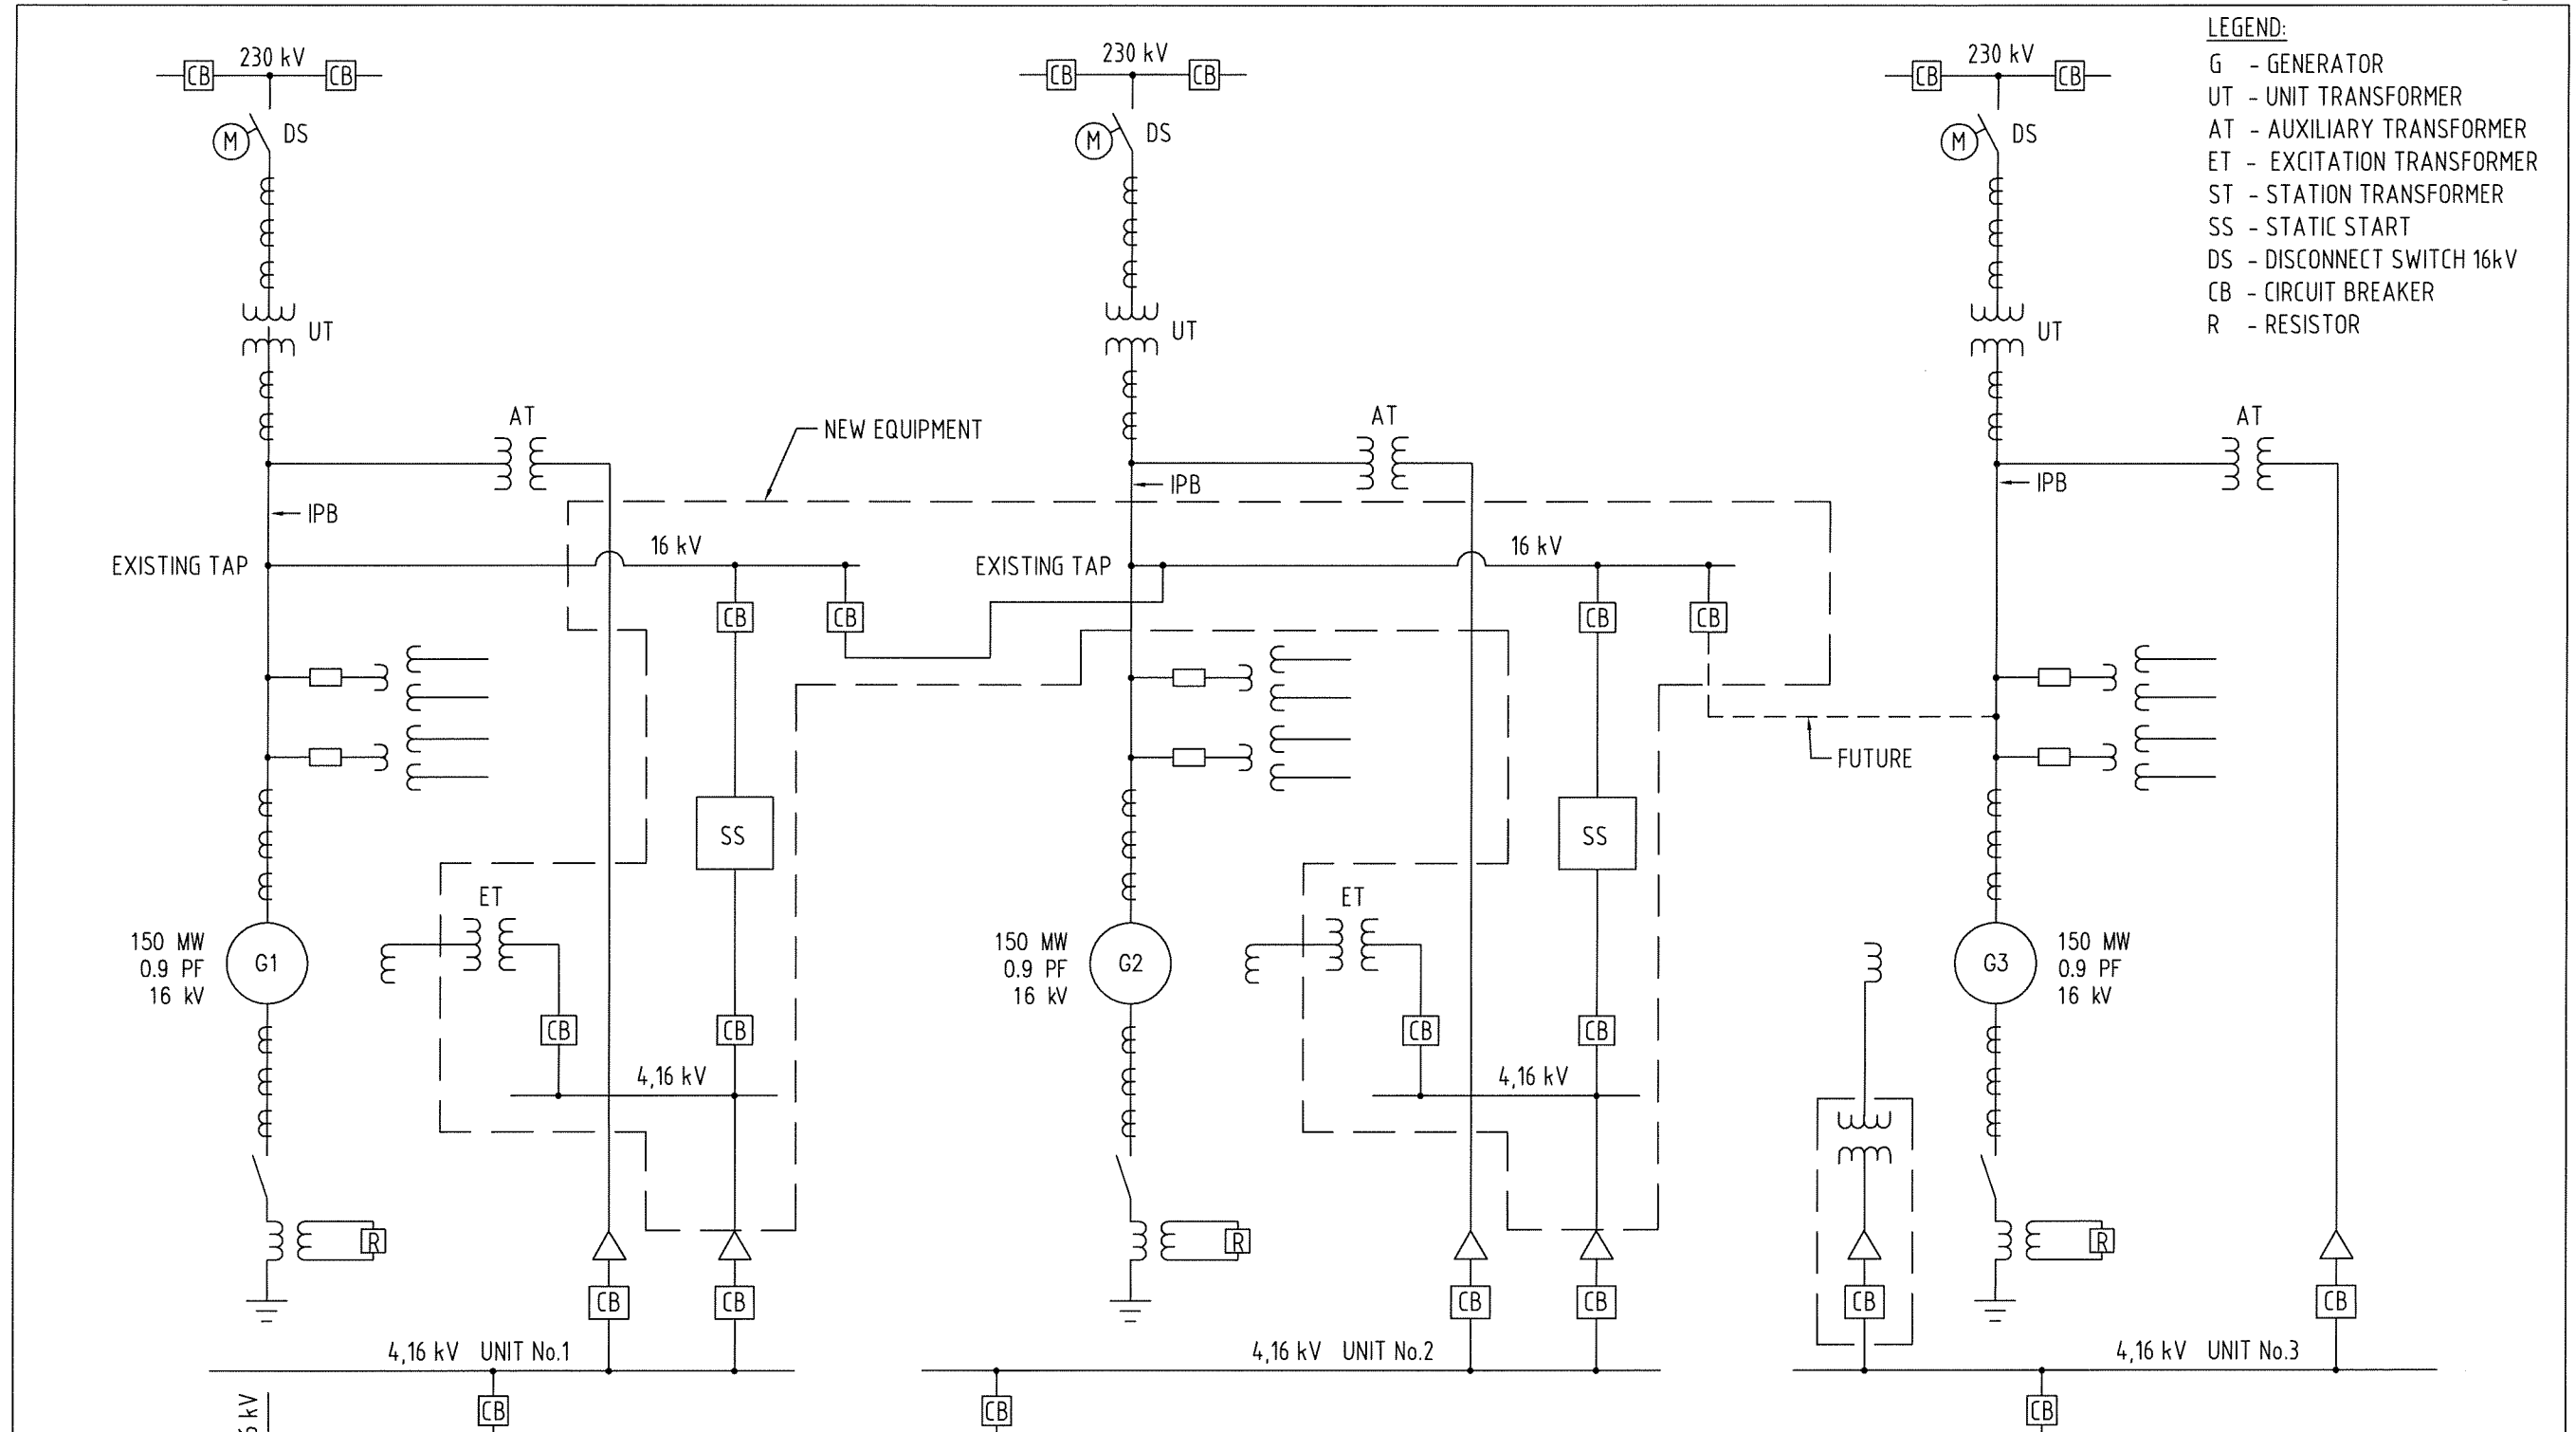 LEGEND:
G - GENERATOR
UT - UNIT TRANSFORMER
AT - AUXILIARY TRANSFORMER
ET - EXCITATION TRANSFORMER
ST - STATION TRANSFORMER
SS - STATIC START
DS - DISCONNECT SWITCH 16kV
CB - CIRCUIT BREAKER
R - RESISTOR
CB 230 kV CB
CB 230 kV CB
CB 230 kV CB
M DS
M DS
M DS
UT
UT
UT
AT
AT
AT
NEW EQUIPMENT
IPB
IPB
IPB
EXISTING TAP
16 kV
EXISTING TAP
16 kV
CB
CB
CB
CB
FUTURE
SS
SS
ET
ET
150 MW
0.9 PF
16 kV
G1
150 MW
0.9 PF
16 kV
G2
G3
150 MW
0.9 PF
16 kV
CB
CB
CB
CB
4,16 kV
4,16 kV
R
R
R
CB
CB
CB
CB
CB
CB
4,16 kV UNIT No.1
4,16 kV UNIT No.2
4,16 kV UNIT No.3
CB
CB
CB
kV